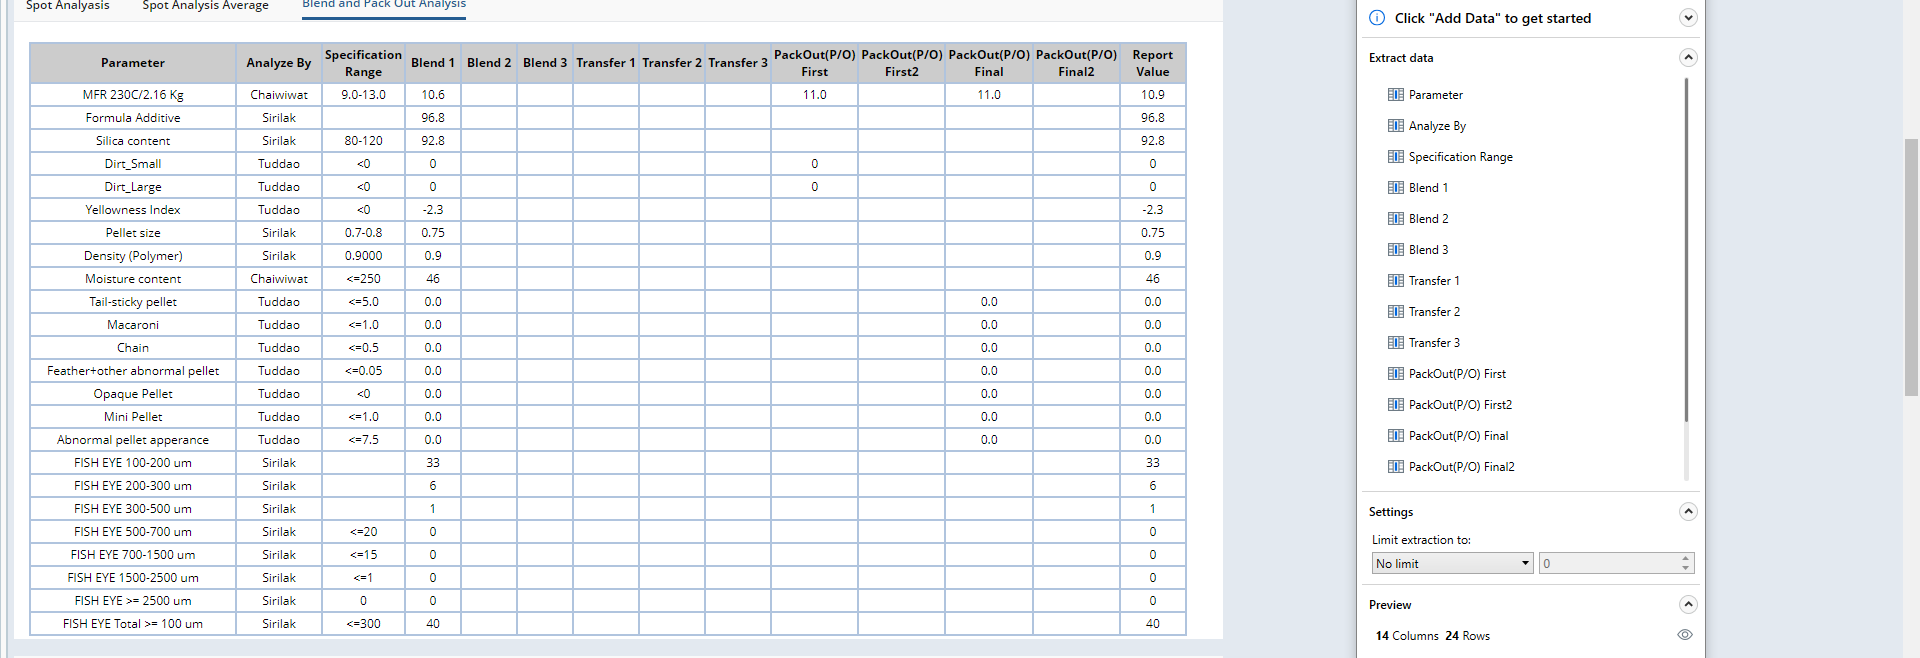 Spot Analyasis Spot Analysis Average Blend and Pack Out Analysis
Parameter Analyze By Specification Range Blend 1 Blend 2 Blend 3 Transfer 1 Transfer 2 Transfer 3 PackOut(P/O) First PackOut(P/O) First2 PackOut(P/O) Final PackOut(P/O) Final2 Report Value
MFR 230C/2.16 Kg Chaiwiwat 9.0-13.0 10.6 11.0 11.0 10.9
Formula Additive Sirilak 96.8 96.8
Silica content Sirilak 80-120 92.8 92.8
Dirt_Small Tuddao <0 0 0 0
Dirt_Large Tuddao <0 0 0 0
Yellowness Index Tuddao <0 -2.3 -2.3
Pellet size Sirilak 0.7-0.8 0.75 0.75
Density (Polymer) Sirilak 0.9000 0.9 0.9
Moisture content Chaiwiwat <=250 46 46
Tail-sticky pellet Tuddao <=5.0 0.0 0.0 0.0
Macaroni Tuddao <=1.0 0.0 0.0 0.0
Chain Tuddao <=0.5 0.0 0.0 0.0
Feather+other abnormal pellet Tuddao <=0.05 0.0 0.0 0.0
Opaque Pellet Tuddao <0 0.0 0.0 0.0
Mini Pellet Tuddao <=1.0 0.0 0.0 0.0
Abnormal pellet apperance Tuddao <=7.5 0.0 0.0 0.0
FISH EYE 100-200 um Sirilak 33 33
FISH EYE 200-300 um Sirilak 6 6
FISH EYE 300-500 um Sirilak 1 1
FISH EYE 500-700 um Sirilak <=20 0 0
FISH EYE 700-1500 um Sirilak <=15 0 0
FISH EYE 1500-2500 um Sirilak <=1 0 0
FISH EYE >= 2500 um Sirilak 0 0 0
FISH EYE Total >= 100 um Sirilak <=300 40 40
Click "Add Data" to get started
Extract data
Parameter
Analyze By
Specification Range
Blend 1
Blend 2
Blend 3
Transfer 1
Transfer 2
Transfer 3
PackOut(P/O) First
PackOut(P/O) First2
PackOut(P/O) Final
PackOut(P/O) Final2
Settings
Limit extraction to:
No limit 0
Preview
14 Columns 24 Rows